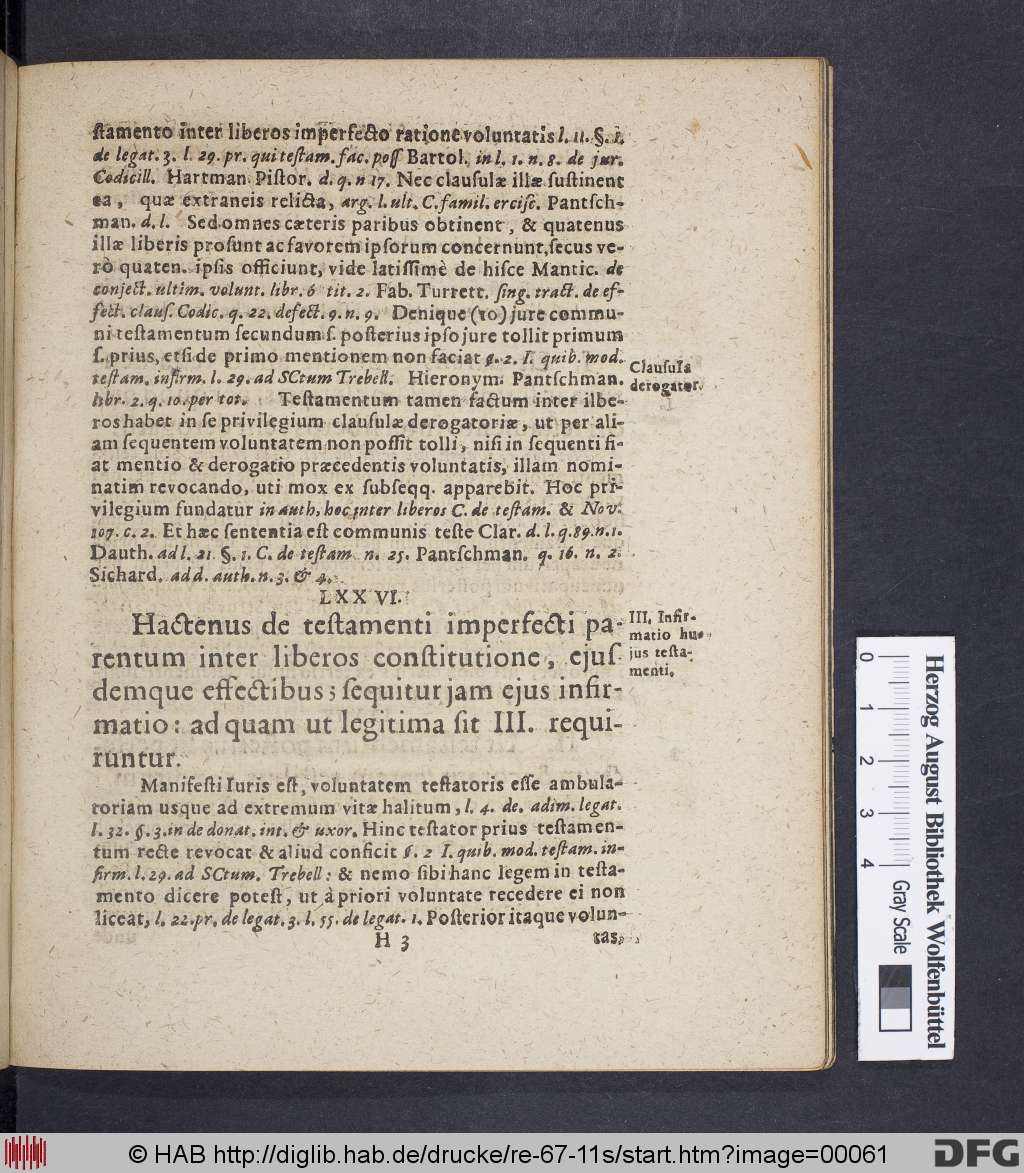 ſtamento inter liberos imperfecto ratione voluntatis l. 11. §. 1.
de legat. 3. l. 29. pr. qui teſtam. fac. poſſ Bartol. in l. 1. n. 8. de jur.
Codicill. Hartman Piſtor. d. q. n 17. Nec clauſulæ illæ ſuſtinent
ea, quæ extraneis relicta, arg. l. ult. C. famil. erciſc. Pantſch-
man. d. l. Sed omnes cæteris paribus obtinent, & quatenus
illæ liberis proſunt ac favorem ipſorum concernunt, ſecus ve-
rò quaten. ipſis officiunt, vide latiſſimè de hiſce Mantic. de
conject. ultim. volunt. libr. 6 tit. 2. Fab. Turrett. ſing. tract. de ef-
fect. clauſ. Codic. q. 22. defect. 9. n. 9. Denique (10) jure commu-
ni teſtamentum ſecundum ſ. poſterius ipſo jure tollit primum
ſ. prius, etſi de primo mentionem non faciat §. 2. I. quib. mod.
teſtam. infirm. l. 29. ad SCtum Trebell. Hieronym. Pantſchman.
libr. 2. q. 10. per tot. Teſtamentum tamen factum inter ilbe-
ros habet in ſe privilegium clauſulæ derogatoriæ, ut per ali-
am ſequentem voluntatem non poſſit tolli, niſi in ſequenti fi-
at mentio & derogatio præcedentis voluntatis, illam nomi-
natim revocando, uti mox ex ſubſeqq. apparebit. Hoc pri-
vilegium fundatur in auth, hoc inter liberos C. de teſtam. & Nov.
107. c. 2. Et hæc ſententia eſt communis teſte Clar. d. l. q. 89. n. 1.
Dauth. ad l. 21 §. 1. C. de teſtam n. 25. Pantſchman. q. 16. n. 2.
Sichard. ad d. auth. n. 3. & 4.
Clauſula
derogator.
LXXVI.
Hactenus de teſtamenti imperfecti pa-
rentum inter liberos conſtitutione, ejuſ-
demque effectibus; ſequitur jam ejus infir-
matio: ad quam ut legitima ſit III. requi-
runtur.
III. Infir-
matio hu-
jus teſta-
menti.
Manifeſti Iuris eſt, voluntatem teſtatoris eſſe ambula-
toriam usque ad extremum vitæ halitum, l. 4. de. adim. legat.
l. 32. §. 3. in de donat. int. & uxor. Hinc teſtator prius teſtamen-
tum recte revocat & aliud conficit §. 2 I. quib. mod. teſtam. in-
firm. l. 29. ad SCtum. Trebell: & nemo ſibi hanc legem in teſta-
mento dicere poteſt, ut à priori voluntate recedere ei non
liceat, l. 22. pr. de legat. 3. l. 55. de legat. 1. Poſterior itaque volun-
H 3
tas,
0 1 2 3 4
Herzog August Bibliothek Wolfenbüttel
Gray Scale
© HAB http://diglib.hab.de/drucke/re-67-11s/start.htm?image=00061
DFG